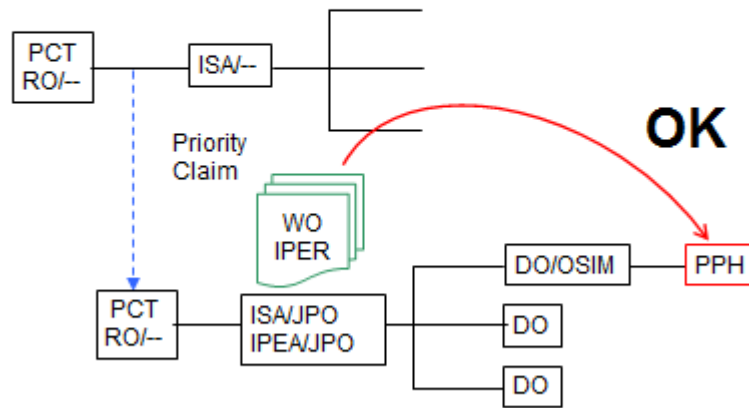 PCT
RO/--
ISA/--
OK
Priority
Claim
WO
IPER
DO/OSIM
PPH
PCT
RO/--
ISA/JPO
IPEA/JPO
DO
DO